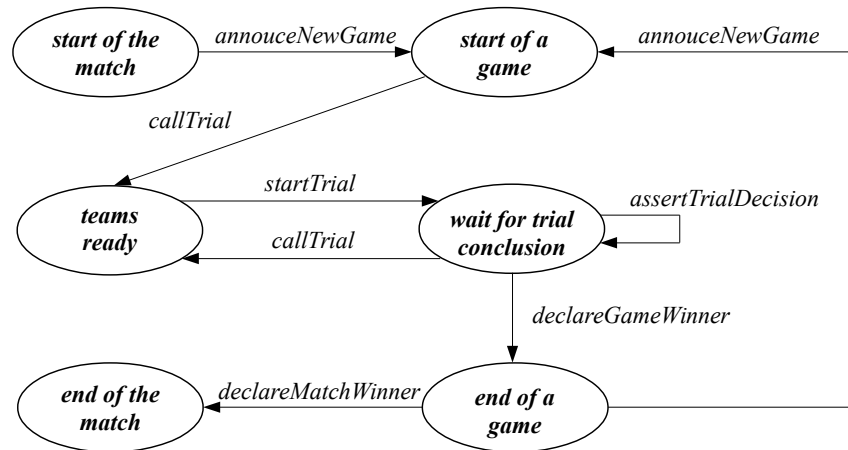 start of the
match
annouceNewGame
start of a
game
annouceNewGame
callTrial
teams
ready
startTrial
callTrial
wait for trial
conclusion
assertTrialDecision
declareGameWinner
end of the
match
declareMatchWinner
end of a
game